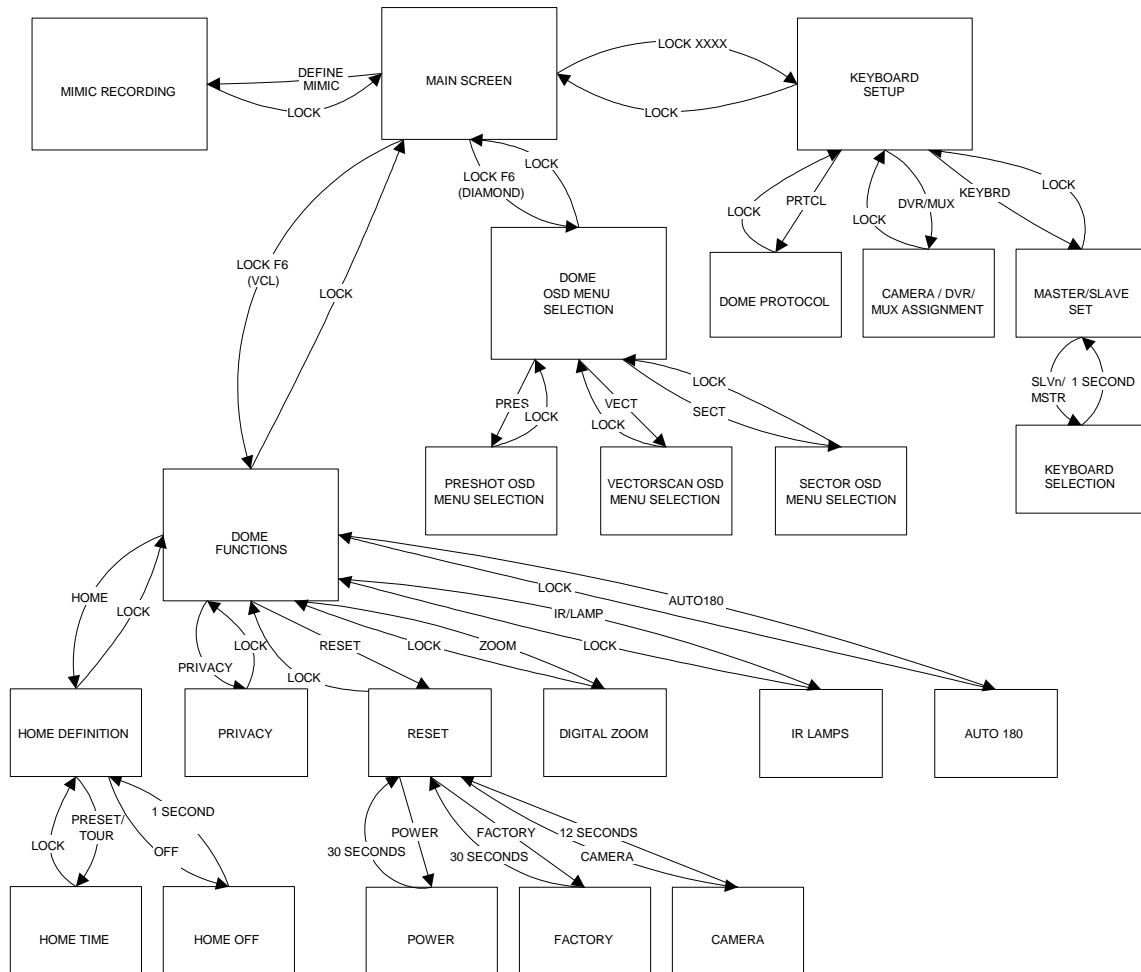 LOCK XXXX
DEFINE
MIMIC
MIMIC RECORDING
MAIN SCREEN
KEYBOARD
SETUP
LOCK
LOCK
LOCK
LOCK F6
(DIAMOND)
LOCK
PRTCL
DVR/MUX
LOCK
KEYBRD
LOCK
LOCK F6
(VCL)
LOCK
DOME
OSD MENU
SELECTION
DOME PROTOCOL
CAMERA / DVR/
MUX ASSIGNMENT
MASTER/SLAVE
SET
SLVn/
MSTR
1 SECOND
PRES
LOCK
VECT
LOCK
LOCK
SECT
PRESHOT OSD
MENU SELECTION
VECTORSCAN OSD
MENU SELECTION
SECTOR OSD
MENU SELECTION
KEYBOARD
SELECTION
DOME
FUNCTIONS
HOME
LOCK
LOCK
AUTO180
IR/LAMP
LOCK
PRIVACY
RESET
LOCK
ZOOM
LOCK
LOCK
HOME DEFINITION
PRIVACY
RESET
DIGITAL ZOOM
IR LAMPS
AUTO 180
PRESET/
TOUR
LOCK
1 SECOND
OFF
POWER
30 SECONDS
FACTORY
30 SECONDS
12 SECONDS
CAMERA
HOME TIME
HOME OFF
POWER
FACTORY
CAMERA